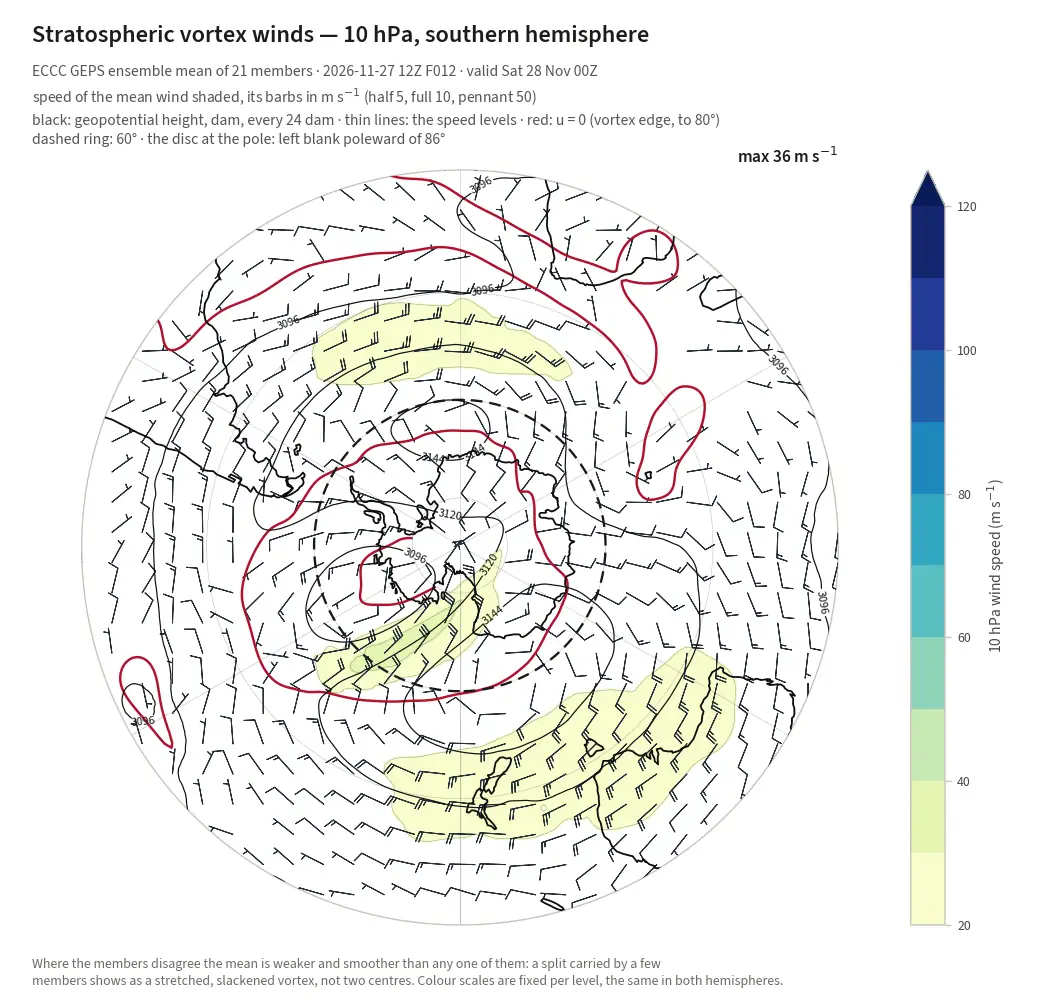 Stratospheric vortex winds — 10 hPa, southern hemisphere
ECCC GEPS ensemble mean of 21 members · 2026-11-27 12Z F012 · valid Sat 28 Nov 00Z
speed of the mean wind shaded, its barbs in m s⁻¹ (half 5, full 10, pennant 50)
black: geopotential height, dam, every 24 dam · thin lines: the speed levels · red: u = 0 (vortex edge, to 80°)
dashed ring: 60° · the disc at the pole: left blank poleward of 86°
max 36 m s⁻¹
3096
3096
3096
3096
3144
3144
3120
3096
3120
3144
3096
3096
120
100
80
60
40
20
10 hPa wind speed (m s⁻¹)
Where the members disagree the mean is weaker and smoother than any one of them: a split carried by a few
members shows as a stretched, slackened vortex, not two centres. Colour scales are fixed per level, the same in both hemispheres.